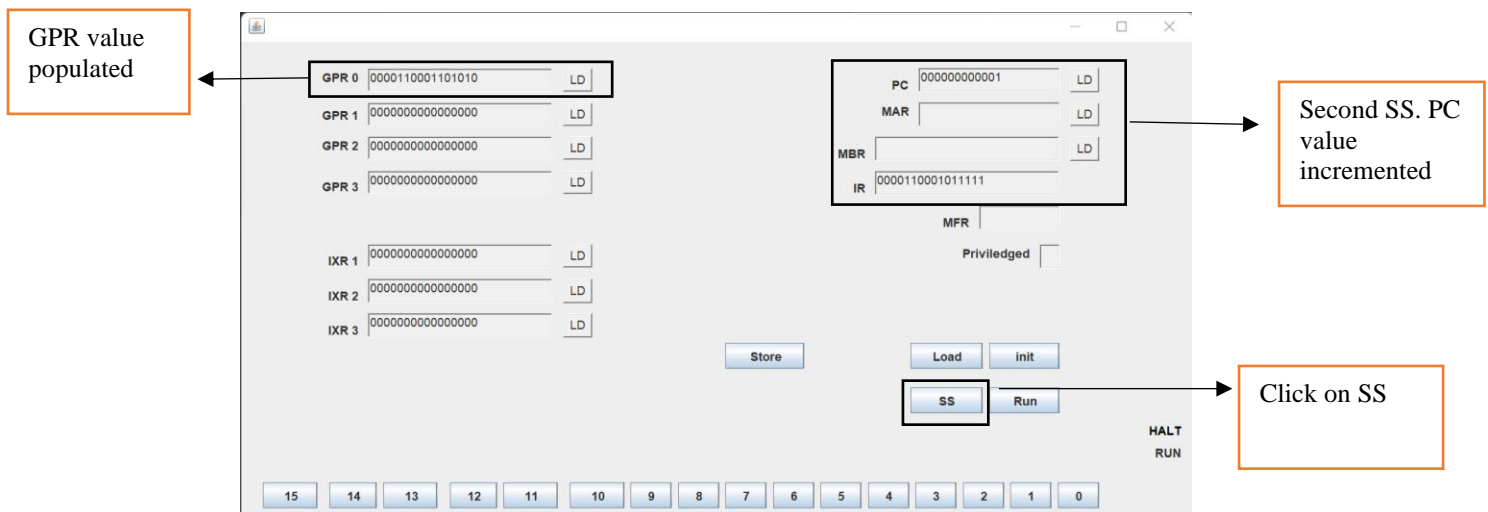 GPR value
populated
GPR 0 0000110001101010 LD
GPR 1 0000000000000000 LD
GPR 2 0000000000000000 LD
GPR 3 0000000000000000 LD
IXR 1 0000000000000000 LD
IXR 2 0000000000000000 LD
IXR 3 0000000000000000 LD
PC 000000000001 LD
MAR LD
MBR LD
IR 0000110001011111
MFR
Priviledged
Second SS. PC
value
incremented
Store Load init
SS Run
Click on SS
HALT
RUN
15 14 13 12 11 10 9 8 7 6 5 4 3 2 1 0